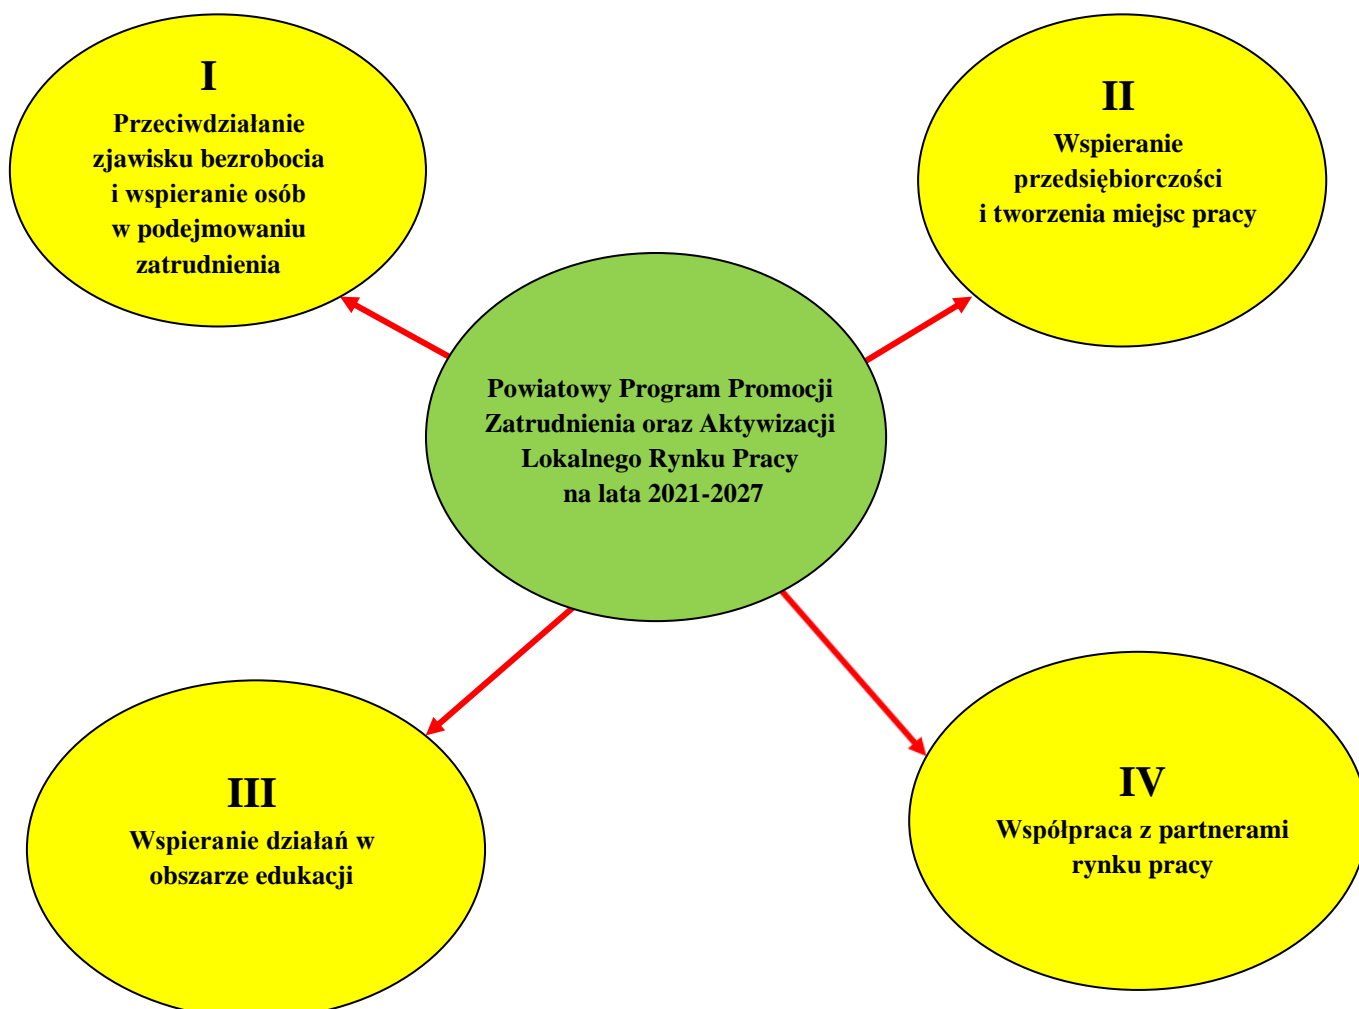 I
Przeciwdziałanie
zjawisku bezrobocia
i wspieranie osób
w podejmowaniu
zatrudnienia
II
Wspieranie
przedsiębiorczości
i tworzenia miejsc pracy
Powiatowy Program Promocji
Zatrudnienia oraz Aktywizacji
Lokalnego Rynku Pracy
na lata 2021-2027
III
Wspieranie działań w
obszarze edukacji
IV
Współpraca z partnerami
rynku pracy